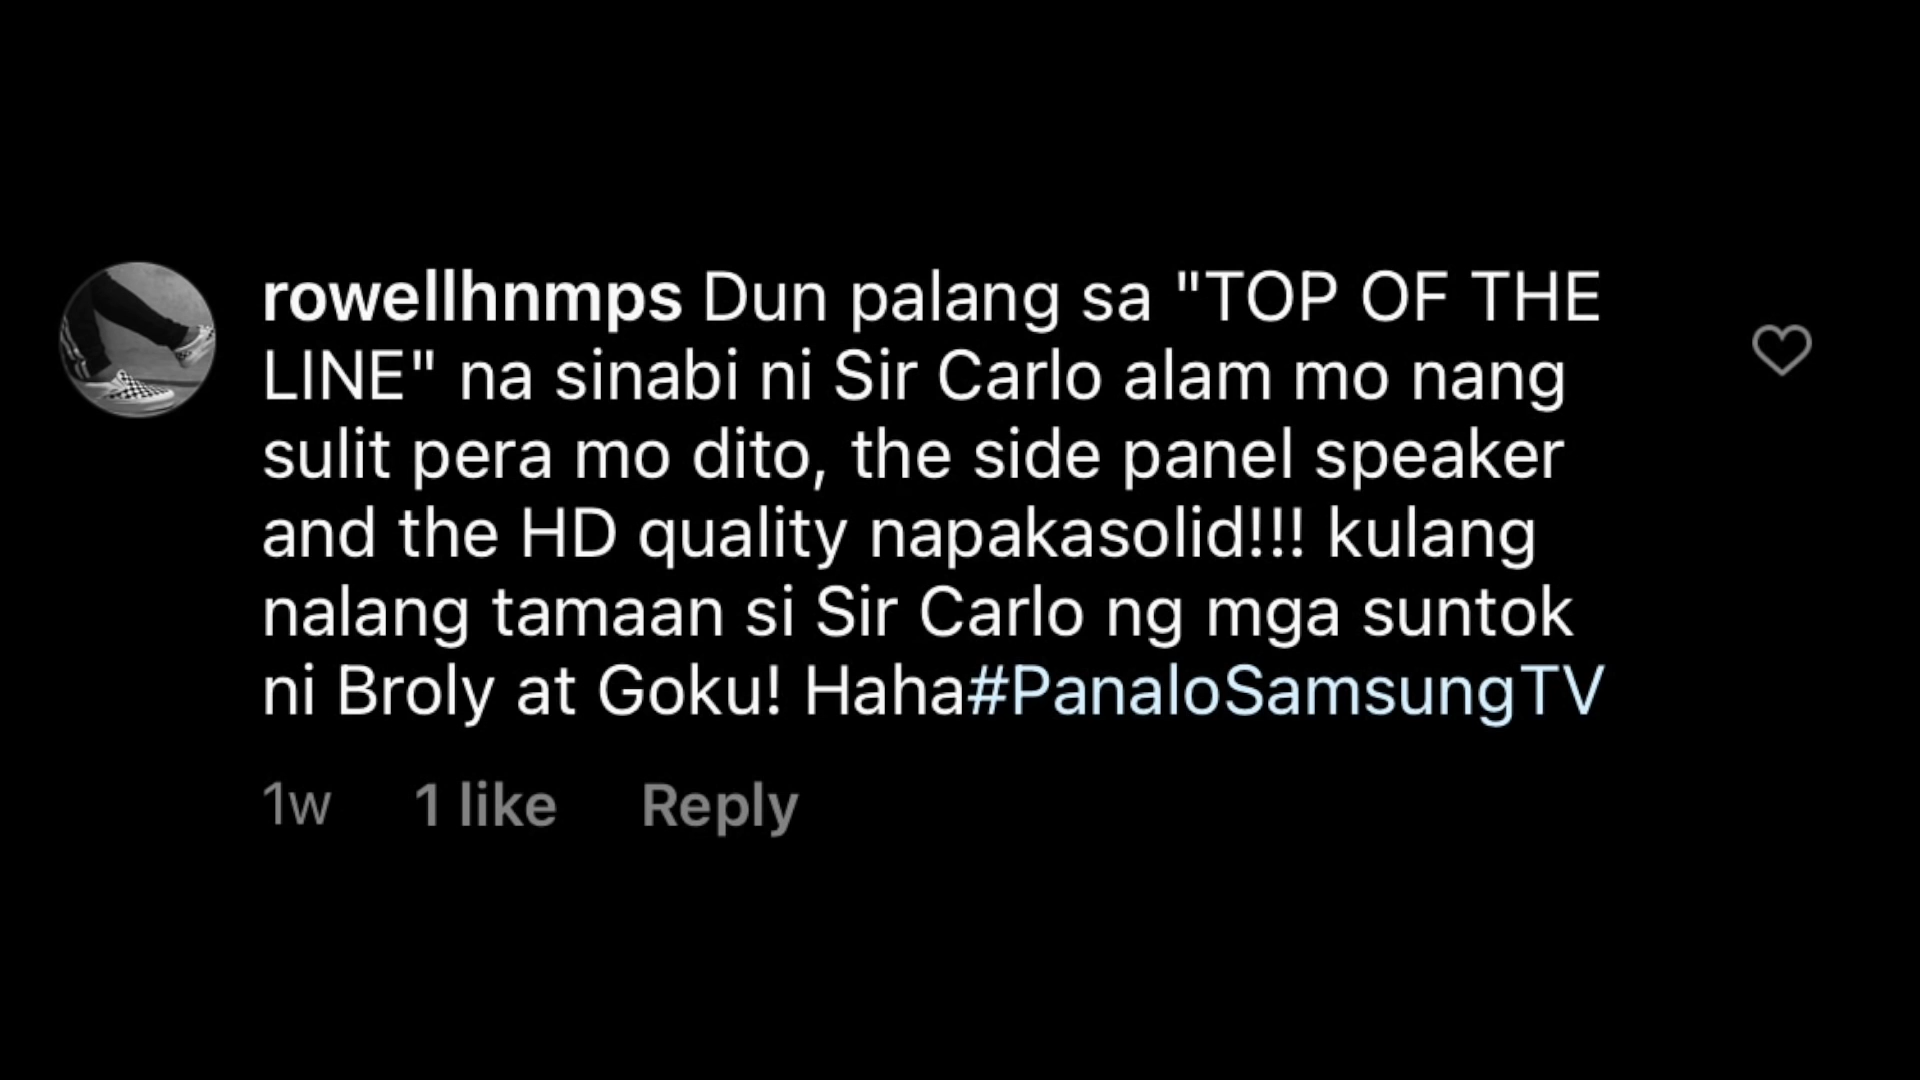 rowellhnmps Dun palang sa "TOP OF THE
LINE" na sinabi ni Sir Carlo alam mo nang
sulit pera mo dito, the side panel speaker
and the HD quality napakasolid!!! kulang
nalang tamaan si Sir Carlo ng mga suntok
ni Broly at Goku! Haha#PanaloSamsungTV
1w 1 like Reply